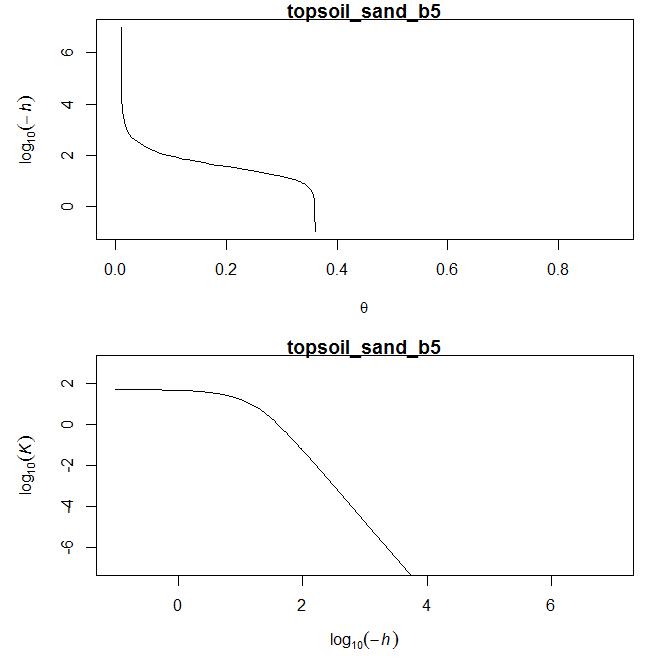 topsoil_sand_b5
log10(− h)
6
4
2
0
0.0 0.2 0.4 0.6 0.8
θ
topsoil_sand_b5
log10(K)
2
0
-2
-4
-6
0 2 4 6
log10(−h)